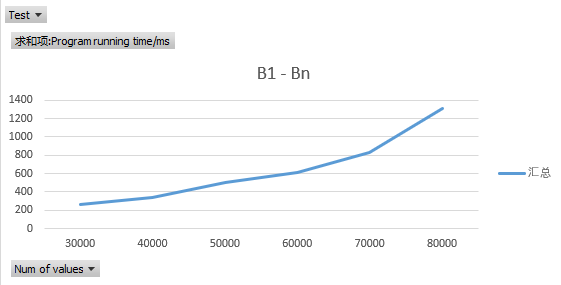 Test
求和项:Program running time/ms
B1 - Bn
1400
1200
1000
800
600
400
200
0
汇总
30000 40000 50000 60000 70000 80000
Num of values